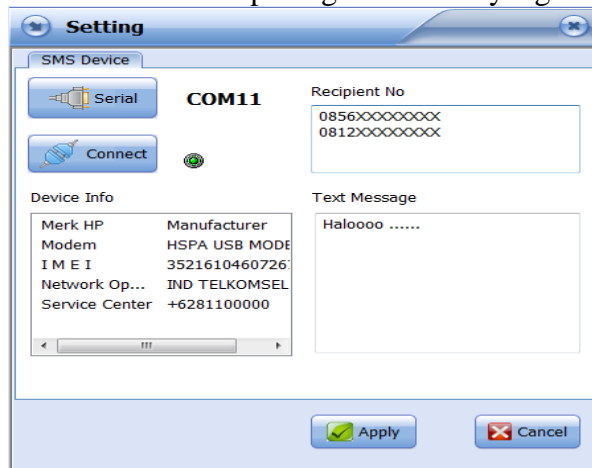 Setting
SMS Device
Serial
COM11
Connect
Recipient No
0856XXXXXXXX
0812XXXXXXXX
Device Info
Merk HP Manufacturer
Modem HSPA USB MODE
I M E I 3521610460726
Network Op... IND TELKOMSEL
Service Center +6281100000
Text Message
Haloooo ......
Apply
Cancel